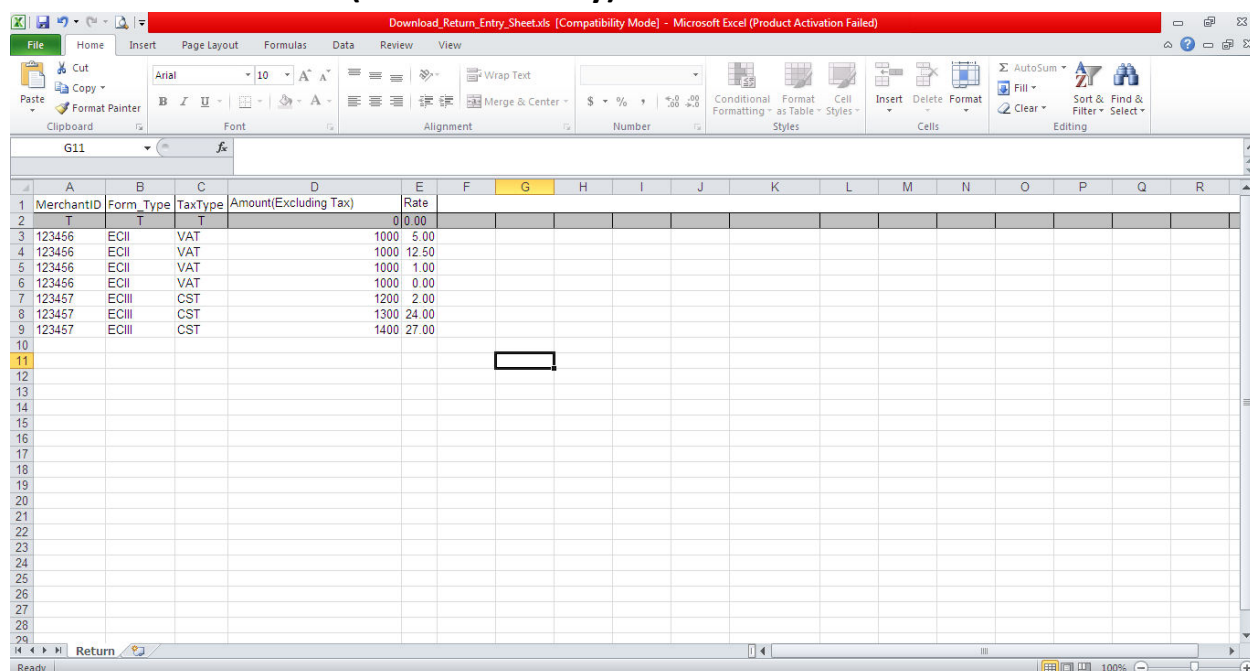 Download_Return_Entry_Sheet.xls [Compatibility Mode] - Microsoft Excel (Product Activation Failed)
File Home Insert Page Layout Formulas Data Review View
Cut
Copy
Format Painter
Paste
Clipboard
Arial 10 A A
B I U A
Font
Wrap Text
Merge & Center
Alignment
$ % , .0 .00 .00 .0
Number
Conditional Formatting Format as Table Cell Styles
Styles
Insert Delete Format
Cells
Σ AutoSum
Fill
Clear
Sort & Filter Find & Select
Editing
G11 fx
A B C D E F G H I J K L M N O P Q R
1 MerchantID Form_Type TaxType Amount(Excluding Tax) Rate
2 T T T 0 0.00
3 123456 ECII VAT 1000 5.00
4 123456 ECII VAT 1000 12.50
5 123456 ECII VAT 1000 1.00
6 123456 ECII VAT 1000 0.00
7 123457 ECIII CST 1200 2.00
8 123457 ECIII CST 1300 24.00
9 123457 ECIII CST 1400 27.00
10
11
12
13
14
15
16
17
18
19
20
21
22
23
24
25
26
27
28
29
Return
Ready 100%